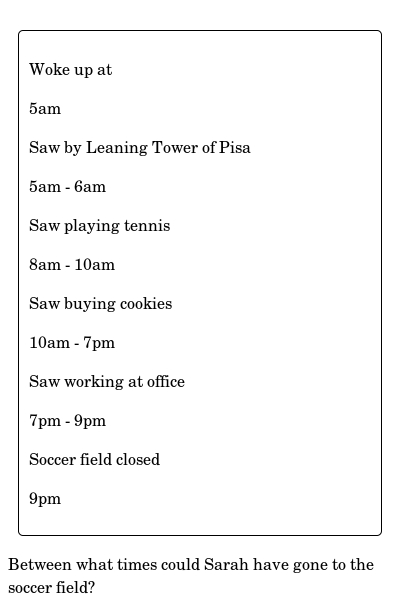 Woke up at
5am
Saw by Leaning Tower of Pisa
5am - 6am
Saw playing tennis
8am - 10am
Saw buying cookies
10am - 7pm
Saw working at office
7pm - 9pm
Soccer field closed
9pm
Between what times could Sarah have gone to the
soccer field?